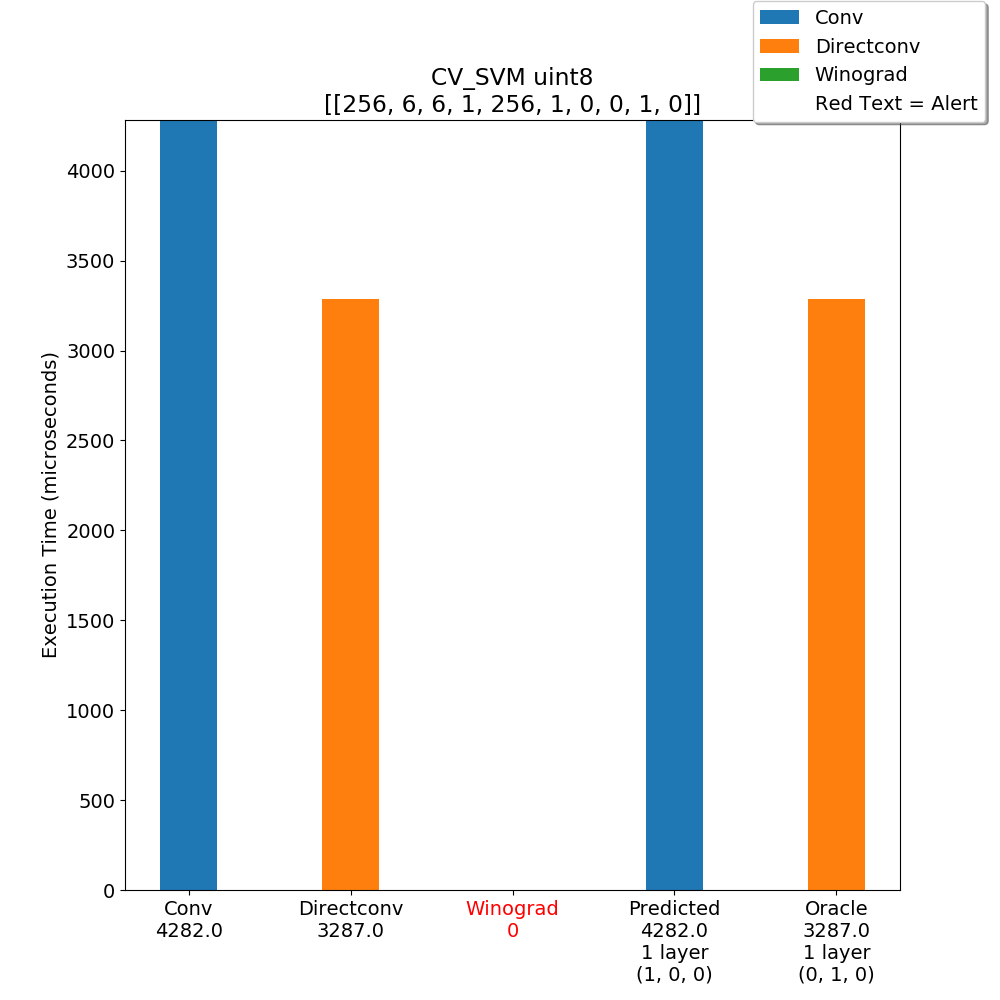 Conv
Directconv
Winograd
Red Text = Alert
CV_SVM uint8
[[256, 6, 6, 1, 256, 1, 0, 0, 1, 0]]
Execution Time (microseconds)
4000
3500
3000
2500
2000
1500
1000
500
0
Conv
4282.0
Directconv
3287.0
Winograd
0
Predicted
4282.0
1 layer
(1, 0, 0)
Oracle
3287.0
1 layer
(0, 1, 0)